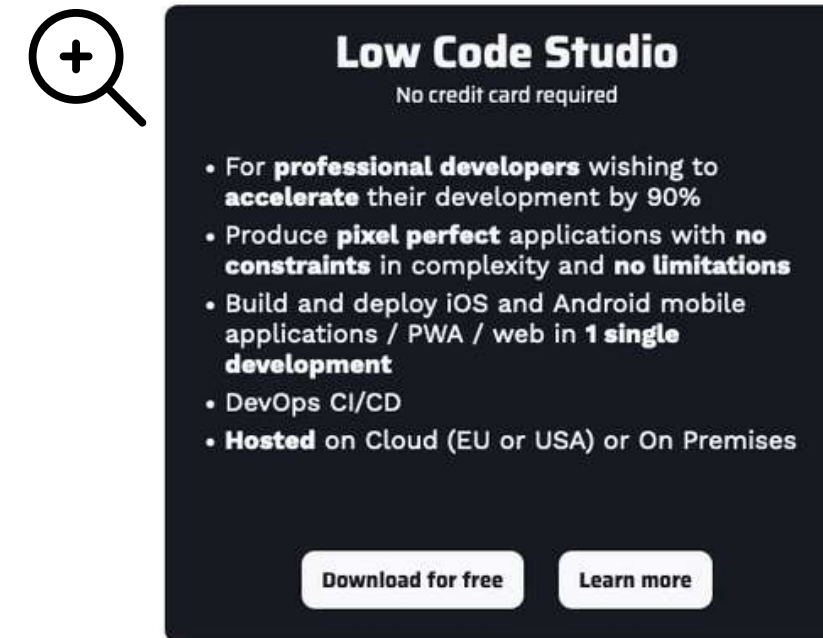 Low Code Studio
No credit card required
• For professional developers wishing to
accelerate their development by 90%
• Produce pixel perfect applications with no
constraints in complexity and no limitations
• Build and deploy iOS and Android mobile
applications / PWA / web in 1 single
development
• DevOps CI/CD
• Hosted on Cloud (EU or USA) or On Premises
Download for free
Learn more